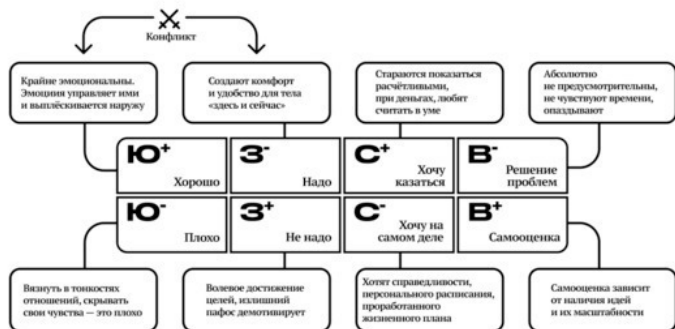 Конфликт
Крайне эмоциональны.
Эмоциия управляет ими
и выплёскивается наружу
Создают комфорт
и удобство для тела
«здесь и сейчас»
Стараются показаться
расчётливыми,
при деньгах, любят
считать в уме
Абсолютно
не предусмотрительны,
не чувствуют времени,
опаздывают
Ю+
Хорошо
З-
Надо
С+
Хочу
казаться
В-
Решение
проблем
Ю-
Плохо
З+
Не надо
С-
Хочу на
самом деле
В+
Самооценка
Вязнуть в тонкостях
отношений, скрывать
свои чувства — это плохо
Волевое достижение
целей, излишний
пафос демотивирует
Хотят справедливости,
персонального расписания,
проработанного
жизненного плана
Самооценка зависит
от наличия идей
и их масштабности